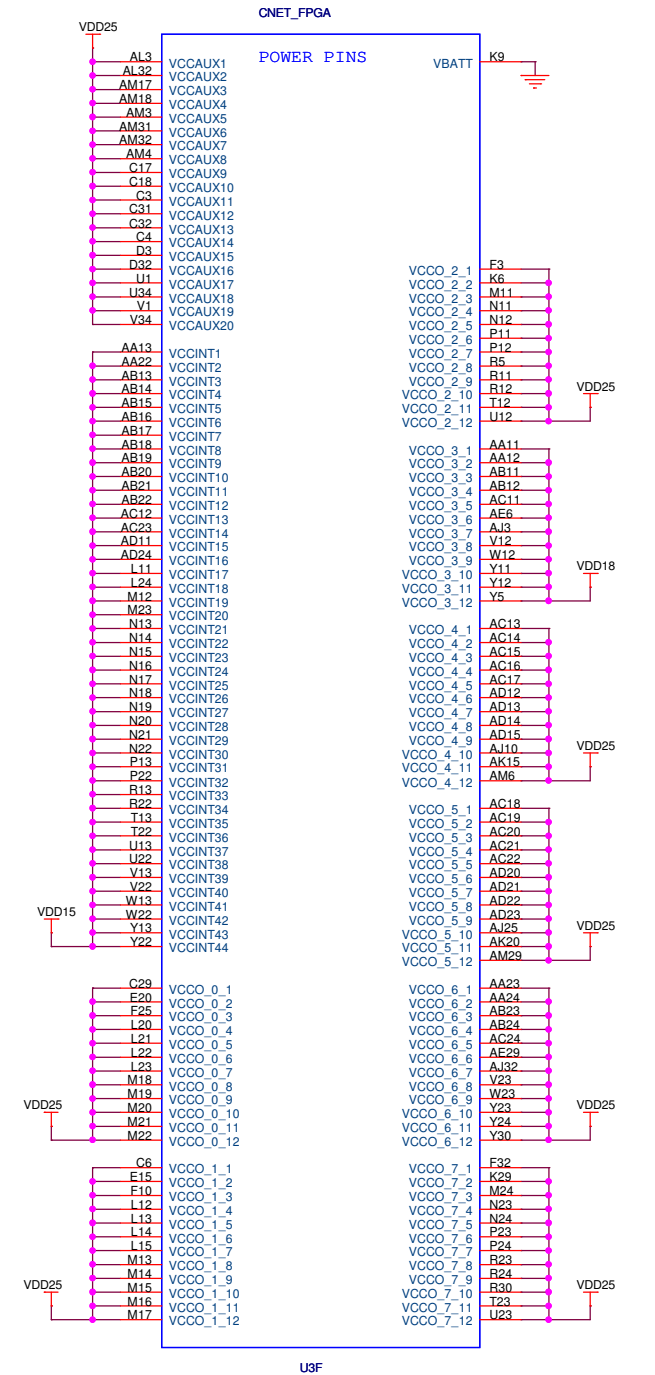 CNET_FPGA
VDD25
POWER PINS
AL3 VCCAUX1
AL32 VCCAUX2
AM17 VCCAUX3
AM18 VCCAUX4
AM3 VCCAUX5
AM31 VCCAUX6
AM32 VCCAUX7
AM4 VCCAUX8
C17 VCCAUX9
C18 VCCAUX10
C3 VCCAUX11
C31 VCCAUX12
C32 VCCAUX13
C4 VCCAUX14
D3 VCCAUX15
D32 VCCAUX16
U1 VCCAUX17
U34 VCCAUX18
V1 VCCAUX19
V34 VCCAUX20
AA13 VCCINT1
AA22 VCCINT2
AB13 VCCINT3
AB14 VCCINT4
AB15 VCCINT5
AB16 VCCINT6
AB17 VCCINT7
AB18 VCCINT8
AB19 VCCINT9
AB20 VCCINT10
AB21 VCCINT11
AB22 VCCINT12
AC12 VCCINT13
AC23 VCCINT14
AD11 VCCINT15
AD24 VCCINT16
L11 VCCINT17
L24 VCCINT18
M12 VCCINT19
M23 VCCINT20
N13 VCCINT21
N14 VCCINT22
N15 VCCINT23
N16 VCCINT24
N17 VCCINT25
N18 VCCINT26
N19 VCCINT27
N20 VCCINT28
N21 VCCINT29
N22 VCCINT30
P13 VCCINT31
P22 VCCINT32
R13 VCCINT33
R22 VCCINT34
T13 VCCINT35
T22 VCCINT36
U13 VCCINT37
U22 VCCINT38
V13 VCCINT39
V22 VCCINT40
W13 VCCINT41
VDD15
W22 VCCINT42
Y13 VCCINT43
Y22 VCCINT44
C29 VCCO_0_1
E20 VCCO_0_2
F25 VCCO_0_3
L20 VCCO_0_4
L21 VCCO_0_5
L22 VCCO_0_6
L23 VCCO_0_7
M18 VCCO_0_8
M19 VCCO_0_9
VDD25
M20 VCCO_0_10
M21 VCCO_0_11
M22 VCCO_0_12
C6 VCCO_1_1
E15 VCCO_1_2
F10 VCCO_1_3
L12 VCCO_1_4
L13 VCCO_1_5
L14 VCCO_1_6
L15 VCCO_1_7
M13 VCCO_1_8
M14 VCCO_1_9
VDD25
M15 VCCO_1_10
M16 VCCO_1_11
M17 VCCO_1_12
VBATT K9
VCCO_2_1 F3
VCCO_2_2 K6
VCCO_2_3 M11
VCCO_2_4 N11
VCCO_2_5 N12
VCCO_2_6 P11
VCCO_2_7 P12
VCCO_2_8 R5
VCCO_2_9 R11
VCCO_2_10 R12
VDD25
VCCO_2_11 T12
VCCO_2_12 U12
VCCO_3_1 AA11
VCCO_3_2 AA12
VCCO_3_3 AB11
VCCO_3_4 AB12
VCCO_3_5 AC11
VCCO_3_6 AE6
VCCO_3_7 AJ3
VCCO_3_8 V12
VCCO_3_9 W12
VDD18
VCCO_3_10 Y11
VCCO_3_11 Y12
VCCO_3_12 Y5
VCCO_4_1 AC13
VCCO_4_2 AC14
VCCO_4_3 AC15
VCCO_4_4 AC16
VCCO_4_5 AC17
VCCO_4_6 AD12
VCCO_4_7 AD13
VCCO_4_8 AD14
VCCO_4_9 AD15
VDD25
VCCO_4_10 AJ10
VCCO_4_11 AK15
VCCO_4_12 AM6
VCCO_5_1 AC18
VCCO_5_2 AC19
VCCO_5_3 AC20
VCCO_5_4 AC21
VCCO_5_5 AC22
VCCO_5_6 AD20
VCCO_5_7 AD21
VCCO_5_8 AD22
VCCO_5_9 AD23
VDD25
VCCO_5_10 AJ25
VCCO_5_11 AK20
VCCO_5_12 AM29
VCCO_6_1 AA23
VCCO_6_2 AA24
VCCO_6_3 AB23
VCCO_6_4 AB24
VCCO_6_5 AC24
VCCO_6_6 AE29
VCCO_6_7 AJ32
VCCO_6_8 V23
VCCO_6_9 W23
VDD25
VCCO_6_10 Y23
VCCO_6_11 Y24
VCCO_6_12 Y30
VCCO_7_1 F32
VCCO_7_2 K29
VCCO_7_3 M24
VCCO_7_4 N23
VCCO_7_5 N24
VCCO_7_6 P23
VCCO_7_7 P24
VCCO_7_8 R23
VCCO_7_9 R24
VDD25
VCCO_7_10 R30
VCCO_7_11 T23
VCCO_7_12 U23
U3F